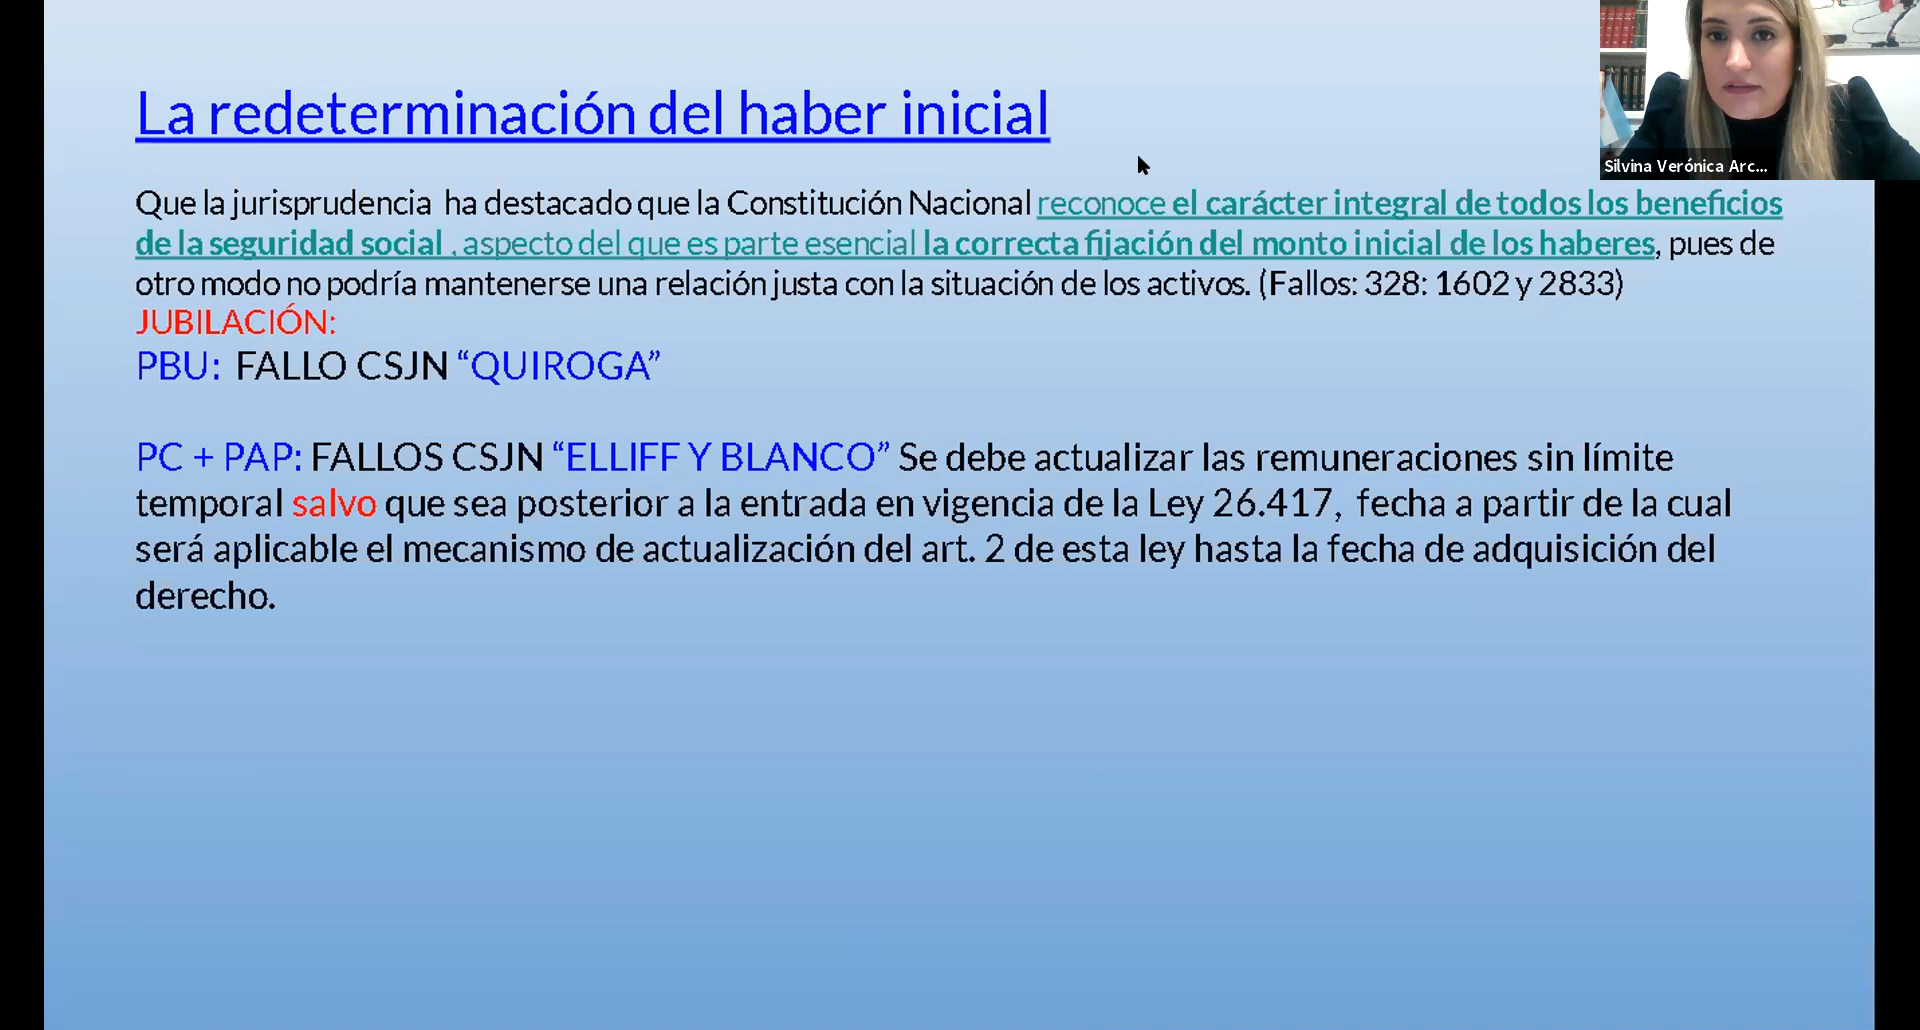 La redeterminación del haber inicial
Silvina Verónica Arc...
Que la jurisprudencia ha destacado que la Constitución Nacional reconoce el carácter integral de todos los beneficios
de la seguridad social , aspecto del que es parte esencial la correcta fijación del monto inicial de los haberes, pues de
otro modo no podría mantenerse una relación justa con la situación de los activos. (Fallos: 328: 1602 y 2833)
JUBILACIÓN:
PBU: FALLO CSJN “QUIROGA”
PC + PAP: FALLOS CSJN “ELLIFF Y BLANCO” Se debe actualizar las remuneraciones sin límite
temporal salvo que sea posterior a la entrada en vigencia de la Ley 26.417, fecha a partir de la cual
será aplicable el mecanismo de actualización del art. 2 de esta ley hasta la fecha de adquisición del
derecho.